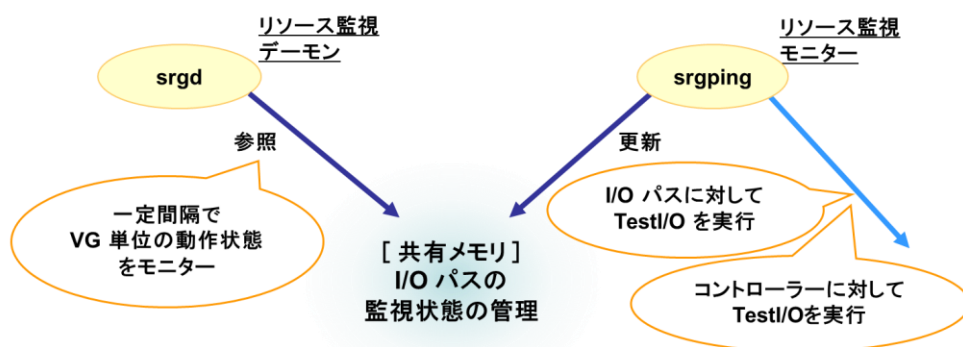 リソース監視
デーモン
srgd
リソース監視
モニター
srgping
参照
更新
一定間隔で
VG 単位の動作状態
をモニター
I/O パスに対して
TestI/O を実行
[ 共有メモリ]
I/O パスの
監視状態の管理
コントローラーに対して
TestI/Oを実行